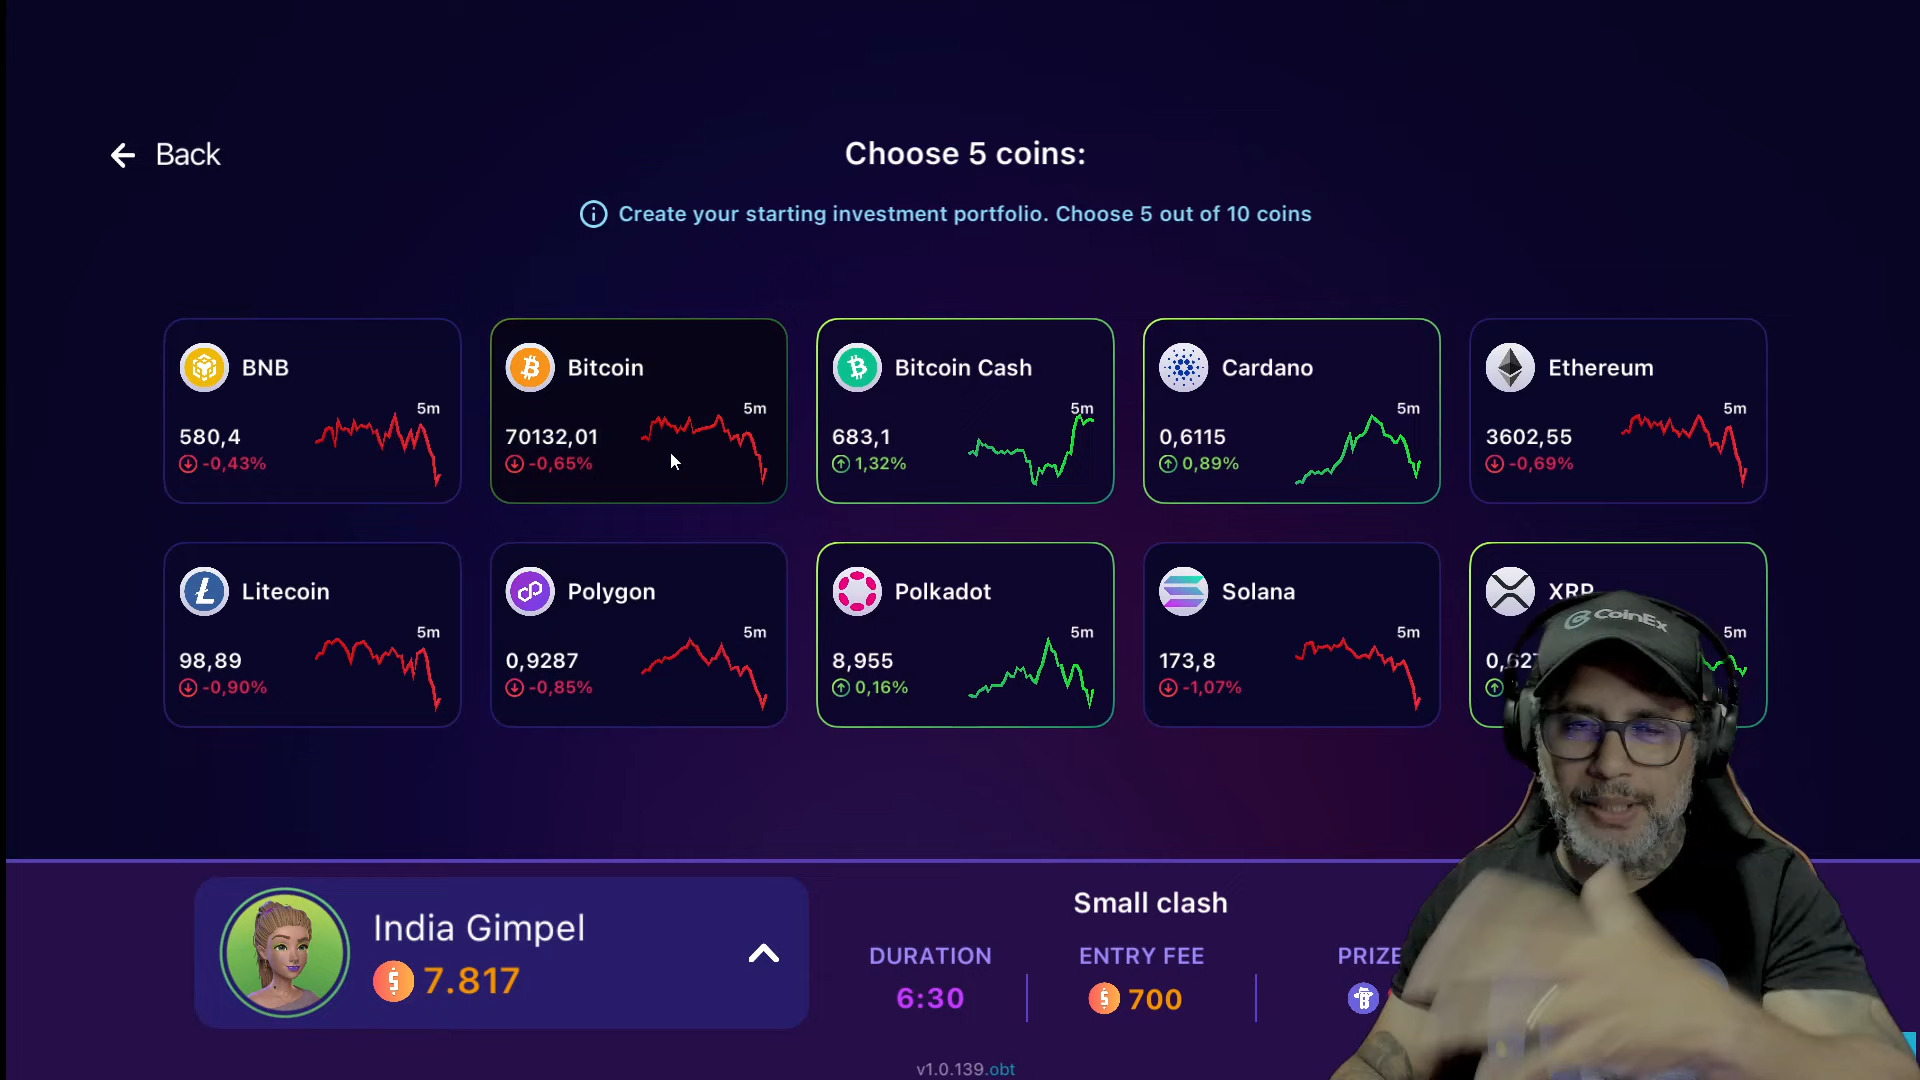 Back
Choose 5 coins:
Create your starting investment portfolio. Choose 5 out of 10 coins
BNB
5m
580,4
-0,43%
Bitcoin
5m
70132,01
-0,65%
Bitcoin Cash
5m
683,1
1,32%
Cardano
5m
0,6115
0,89%
Ethereum
5m
3602,55
-0,69%
Litecoin
5m
98,89
-0,90%
Polygon
5m
0,9287
-0,85%
Polkadot
5m
8,955
0,16%
Solana
5m
173,8
-1,07%
XRP
5m
0,627
CoinEx
India Gimpel
7.817
Small clash
DURATION
6:30
ENTRY FEE
700
PRIZE
v1.0.139.obt